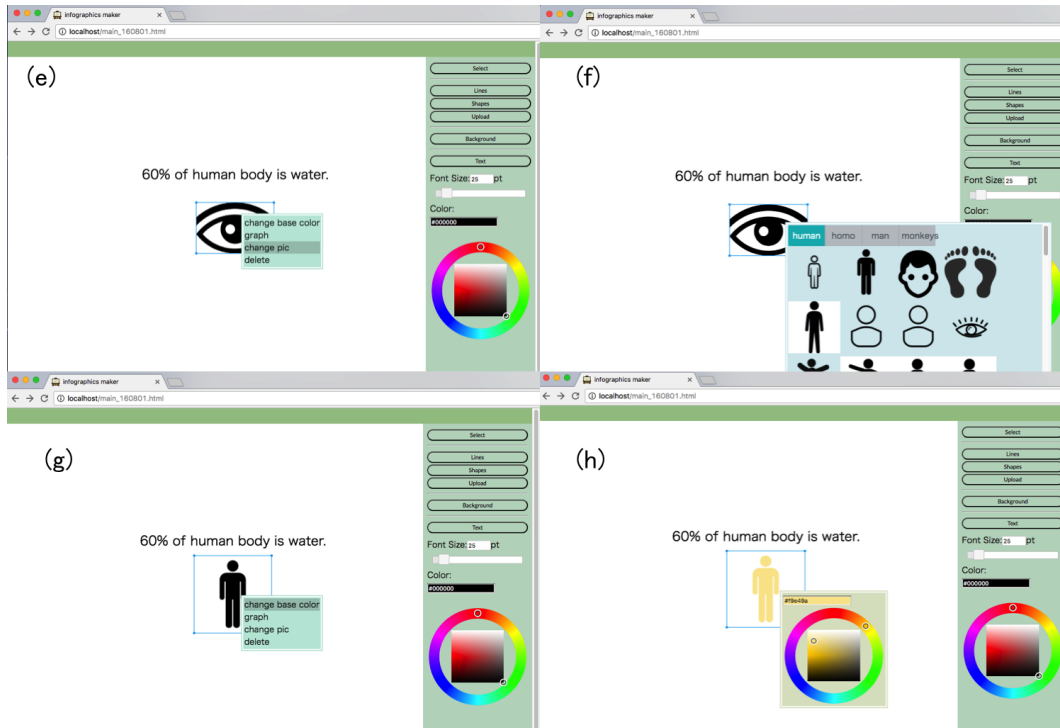 infographics maker
localhost/main_160801.html
(e)
60% of human body is water.
change base color
graph
change pic
delete
Select
Lines
Shapes
Upload
Background
Text
Font Size: 25 pt
Color:
#000000
infographics maker
localhost/main_160801.html
(f)
60% of human body is water.
human homo man monkeys
Select
Lines
Shapes
Upload
Background
Text
Font Size: 25 pt
Color:
infographics maker
localhost/main_160801.html
(g)
60% of human body is water.
change base color
graph
change pic
delete
Select
Lines
Shapes
Upload
Background
Text
Font Size: 25 pt
Color:
#000000
infographics maker
localhost/main_160801.html
(h)
60% of human body is water.
#f9e49a
Select
Lines
Shapes
Upload
Background
Text
Font Size: 25 pt
Color:
#000000